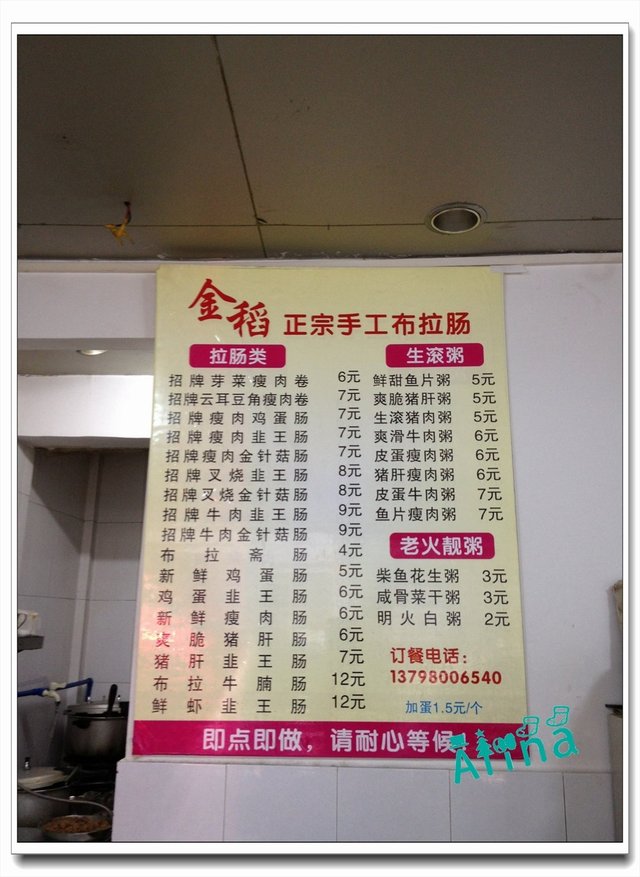 金稻 正宗手工布拉肠
拉肠类
招牌芽菜瘦肉卷 6元
招牌云耳豆角瘦肉卷 7元
招牌瘦肉鸡蛋肠 7元
招牌瘦肉韭王肠 7元
招牌瘦肉金针菇肠 7元
招牌叉烧韭王肠 8元
招牌叉烧金针菇肠 8元
招牌牛肉韭王肠 9元
招牌牛肉金针菇肠 9元
布拉斋肠 4元
新鲜鸡蛋肠 5元
鸡蛋韭王肠 6元
新鲜瘦肉肠 6元
爽脆猪肝肠 6元
猪肝韭王肠 7元
布拉牛腩肠 12元
鲜虾韭王肠 12元
生滚粥
鲜甜鱼片粥 5元
爽脆猪肝粥 5元
生滚猪肉粥 5元
爽滑牛肉粥 6元
皮蛋瘦肉粥 6元
猪肝瘦肉粥 6元
皮蛋牛肉粥 7元
鱼片瘦肉粥 7元
老火靓粥
柴鱼花生粥 3元
咸骨菜干粥 3元
明火白粥 2元
订餐电话：
13798006540
加蛋1.5元/个
即点即做，请耐心等候
Alina